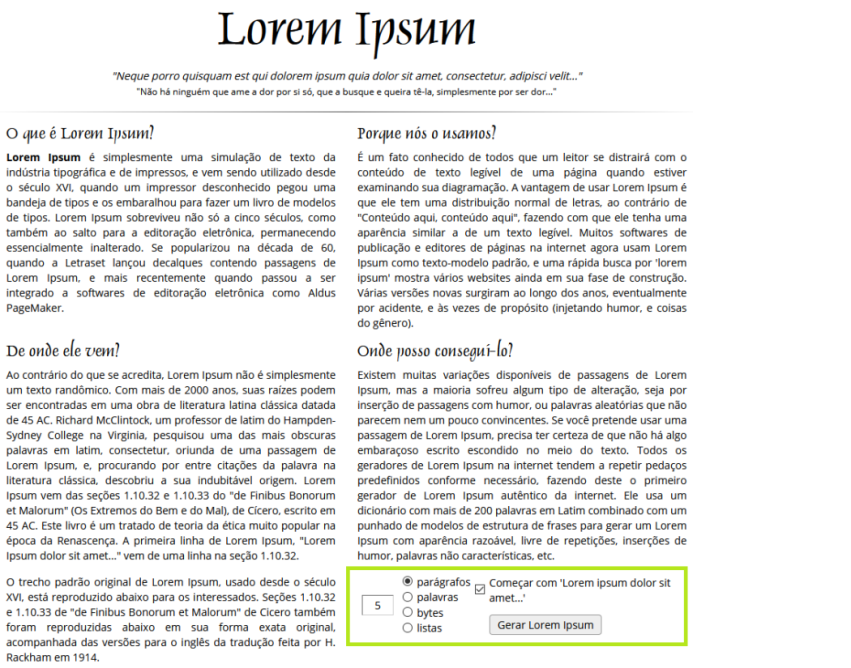 Lorem Ipsum
"Neque porro quisquam est qui dolorem ipsum quia dolor sit amet, consectetur, adipisci velit..."
"Não há ninguém que ame a dor por si só, que a busque e queira tê-la, simplesmente por ser dor..."
O que é Lorem Ipsum?
Lorem Ipsum é simplesmente uma simulação de texto da
indústria tipográfica e de impressos, e vem sendo utilizado desde
o século XVI, quando um impressor desconhecido pegou uma
bandeja de tipos e os embaralhou para fazer um livro de modelos
de tipos. Lorem Ipsum sobreviveu não só a cinco séculos, como
também ao salto para a editoração eletrônica, permanecendo
essencialmente inalterado. Se popularizou na década de 60,
quando a Letraset lançou decalques contendo passagens de
Lorem Ipsum, e mais recentemente quando passou a ser
integrado a softwares de editoração eletrônica como Aldus
PageMaker.
Porque nós o usamos?
É um fato conhecido de todos que um leitor se distrairá com o
conteúdo de texto legível de uma página quando estiver
examinando sua diagramação. A vantagem de usar Lorem Ipsum é
que ele tem uma distribuição normal de letras, ao contrário de
"Conteúdo aqui, conteúdo aqui", fazendo com que ele tenha uma
aparência similar a de um texto legível. Muitos softwares de
publicação e editores de páginas na internet agora usam Lorem
Ipsum como texto-modelo padrão, e uma rápida busca por 'lorem
ipsum' mostra vários websites ainda em sua fase de construção.
Várias versões novas surgiram ao longo dos anos, eventualmente
por acidente, e às vezes de propósito (injetando humor, e coisas
do gênero).
De onde ele vem?
Ao contrário do que se acredita, Lorem Ipsum não é simplesmente
um texto randômico. Com mais de 2000 anos, suas raízes podem
ser encontradas em uma obra de literatura latina clássica datada
de 45 AC. Richard McClintock, um professor de latim do Hampden-
Sydney College na Virginia, pesquisou uma das mais obscuras
palavras em latim, consectetur, oriunda de uma passagem de
Lorem Ipsum, e, procurando por entre citações da palavra na
literatura clássica, descobriu a sua indubitável origem. Lorem
Ipsum vem das seções 1.10.32 e 1.10.33 do "de Finibus Bonorum
et Malorum" (Os Extremos do Bem e do Mal), de Cícero, escrito em
45 AC. Este livro é um tratado de teoria da ética muito popular na
época da Renascença. A primeira linha de Lorem Ipsum, "Lorem
Ipsum dolor sit amet..." vem de uma linha na seção 1.10.32.
O trecho padrão original de Lorem Ipsum, usado desde o século
XVI, está reproduzido abaixo para os interessados. Seções 1.10.32
e 1.10.33 de "de Finibus Bonorum et Malorum" de Cicero também
foram reproduzidas abaixo em sua forma exata original,
acompanhada das versões para o inglês da tradução feita por H.
Rackham em 1914.
Onde posso conseguí-lo?
Existem muitas variações disponíveis de passagens de Lorem
Ipsum, mas a maioria sofreu algum tipo de alteração, seja por
inserção de passagens com humor, ou palavras aleatórias que não
parecem nem um pouco convincentes. Se você pretende usar uma
passagem de Lorem Ipsum, precisa ter certeza de que não há algo
embaraçoso escrito escondido no meio do texto. Todos os
geradores de Lorem Ipsum na internet tendem a repetir pedaços
predefinidos conforme necessário, fazendo deste o primeiro
gerador de Lorem Ipsum autêntico da internet. Ele usa um
dicionário com mais de 200 palavras em Latim combinado com um
punhado de modelos de estrutura de frases para gerar um Lorem
Ipsum com aparência razoável, livre de repetições, inserções de
humor, palavras não características, etc.
5
parágrafos
palavras
bytes
listas
Começar com 'Lorem ipsum dolor sit
amet...'
Gerar Lorem Ipsum